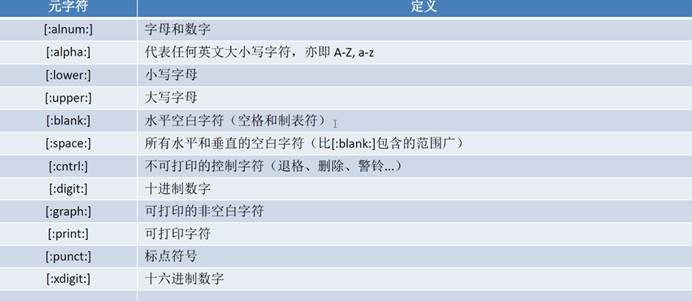 元字符 定义
[:alnum:] 字母和数字
[:alpha:] 代表任何英文大小写字符，亦即 A-Z, a-z
[:lower:] 小写字母
[:upper:] 大写字母
[:blank:] 水平空白字符（空格和制表符）
[:space:] 所有水平和垂直的空白字符（比[:blank:]包含的范围广）
[:cntrl:] 不可打印的控制字符（退格、删除、警铃...）
[:digit:] 十进制数字
[:graph:] 可打印的非空白字符
[:print:] 可打印字符
[:punct:] 标点符号
[:xdigit:] 十六进制数字